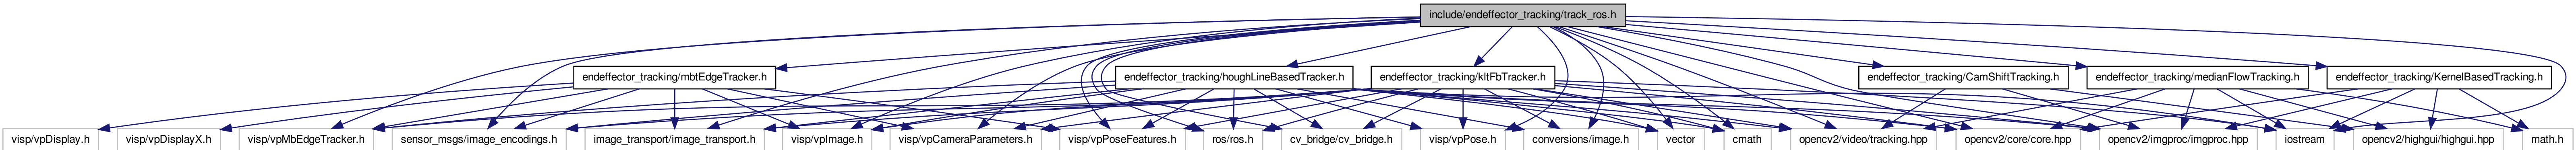 include/endeffector_tracking/track_ros.h
endeffector_tracking/mbtEdgeTracker.h
endeffector_tracking/houghLineBasedTracker.h
endeffector_tracking/kltFbTracker.h
endeffector_tracking/CamShiftTracking.h
endeffector_tracking/medianFlowTracking.h
endeffector_tracking/KernelBasedTracking.h
visp/vpDisplay.h
visp/vpDisplayX.h
visp/vpMbEdgeTracker.h
sensor_msgs/image_encodings.h
image_transport/image_transport.h
visp/vpImage.h
visp/vpCameraParameters.h
visp/vpPoseFeatures.h
ros/ros.h
cv_bridge/cv_bridge.h
visp/vpPose.h
conversions/image.h
vector
cmath
opencv2/video/tracking.hpp
opencv2/core/core.hpp
opencv2/imgproc/imgproc.hpp
iostream
opencv2/highgui/highgui.hpp
math.h